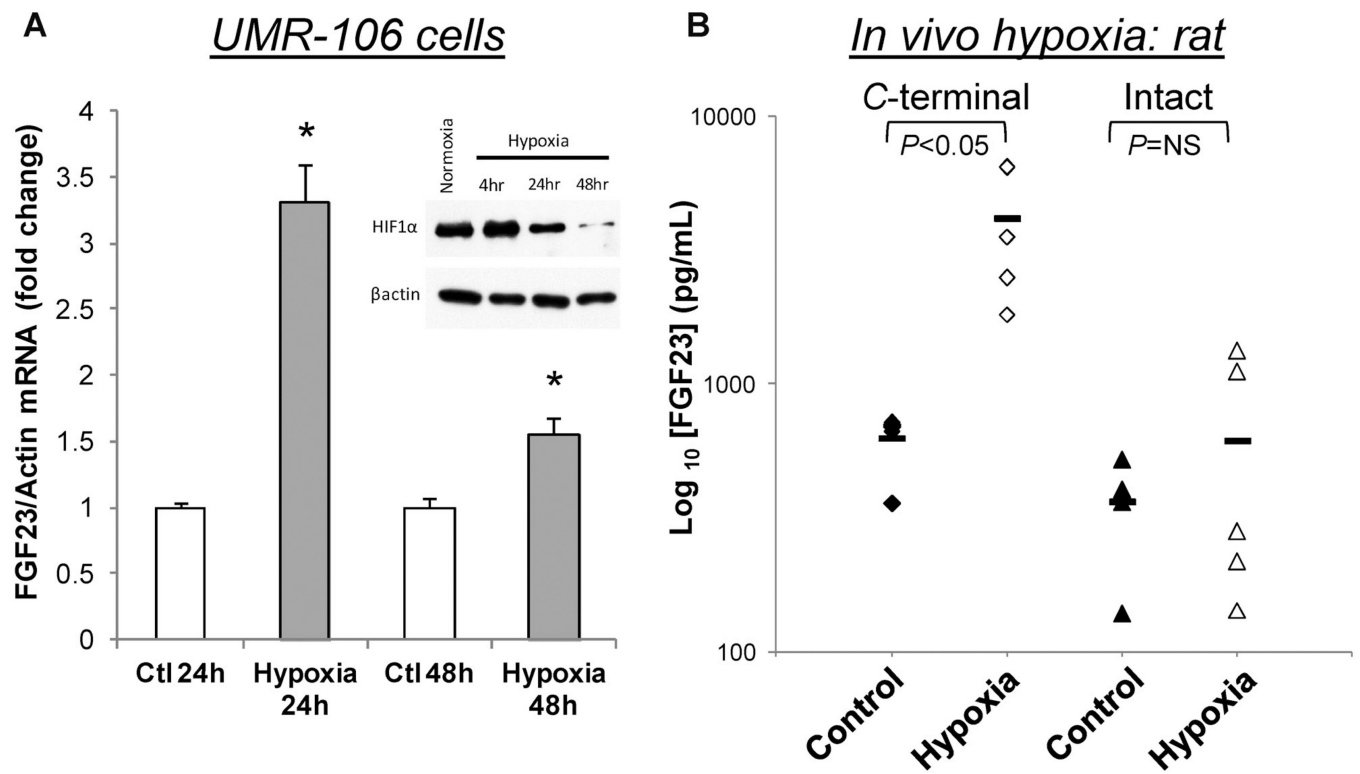 A
UMR-106 cells
FGF23/Actin mRNA (fold change)
4
3.5
3
2.5
2
1.5
1
0.5
0
*
*
Normoxia
Hypoxia
4hr
24hr
48hr
HIF1α
βactin
Ctl 24h
Hypoxia
24h
Ctl 48h
Hypoxia
48h
B
In vivo hypoxia: rat
C-terminal
Intact
P<0.05
P=NS
Log 10 [FGF23] (pg/mL)
10000
1000
100
Control
Hypoxia
Control
Hypoxia